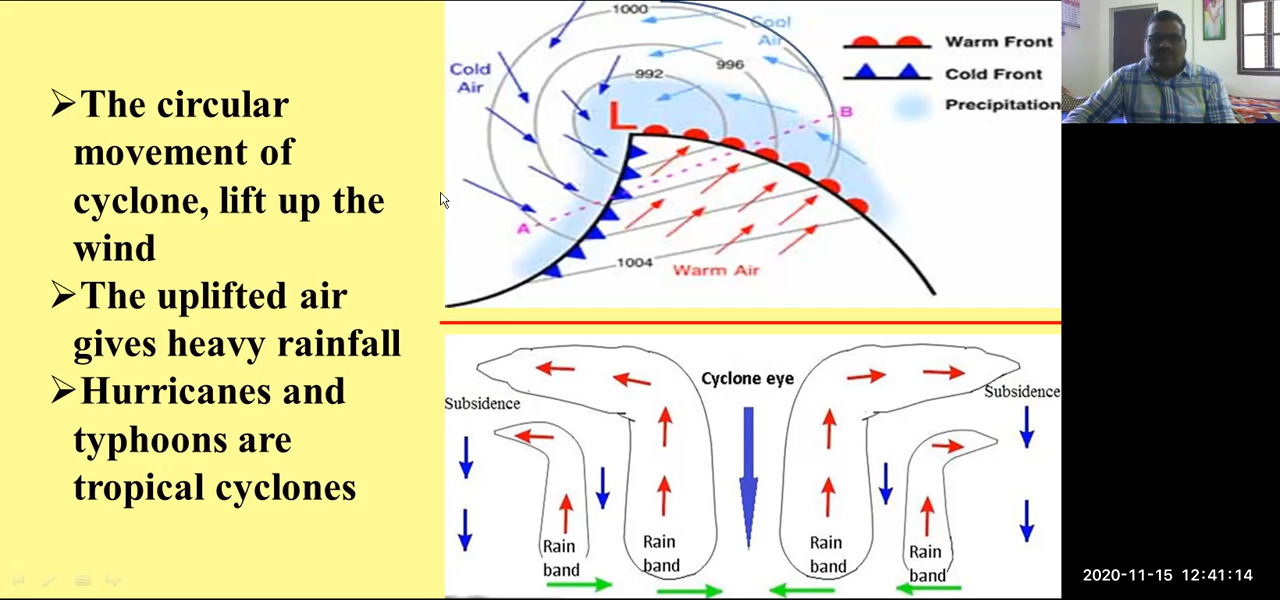 ➢The circular
movement of
cyclone, lift up the
wind
➢The uplifted air
gives heavy rainfall
➢Hurricanes and
typhoons are
tropical cyclones
1000
Cool
Air
Cold
Air
992
996
L
B
A
1004
Warm Air
Warm Front
Cold Front
Precipitation
Cyclone eye
Subsidence
Subsidence
Rain
band
Rain
band
Rain
band
Rain
band
2020-11-15 12:41:14